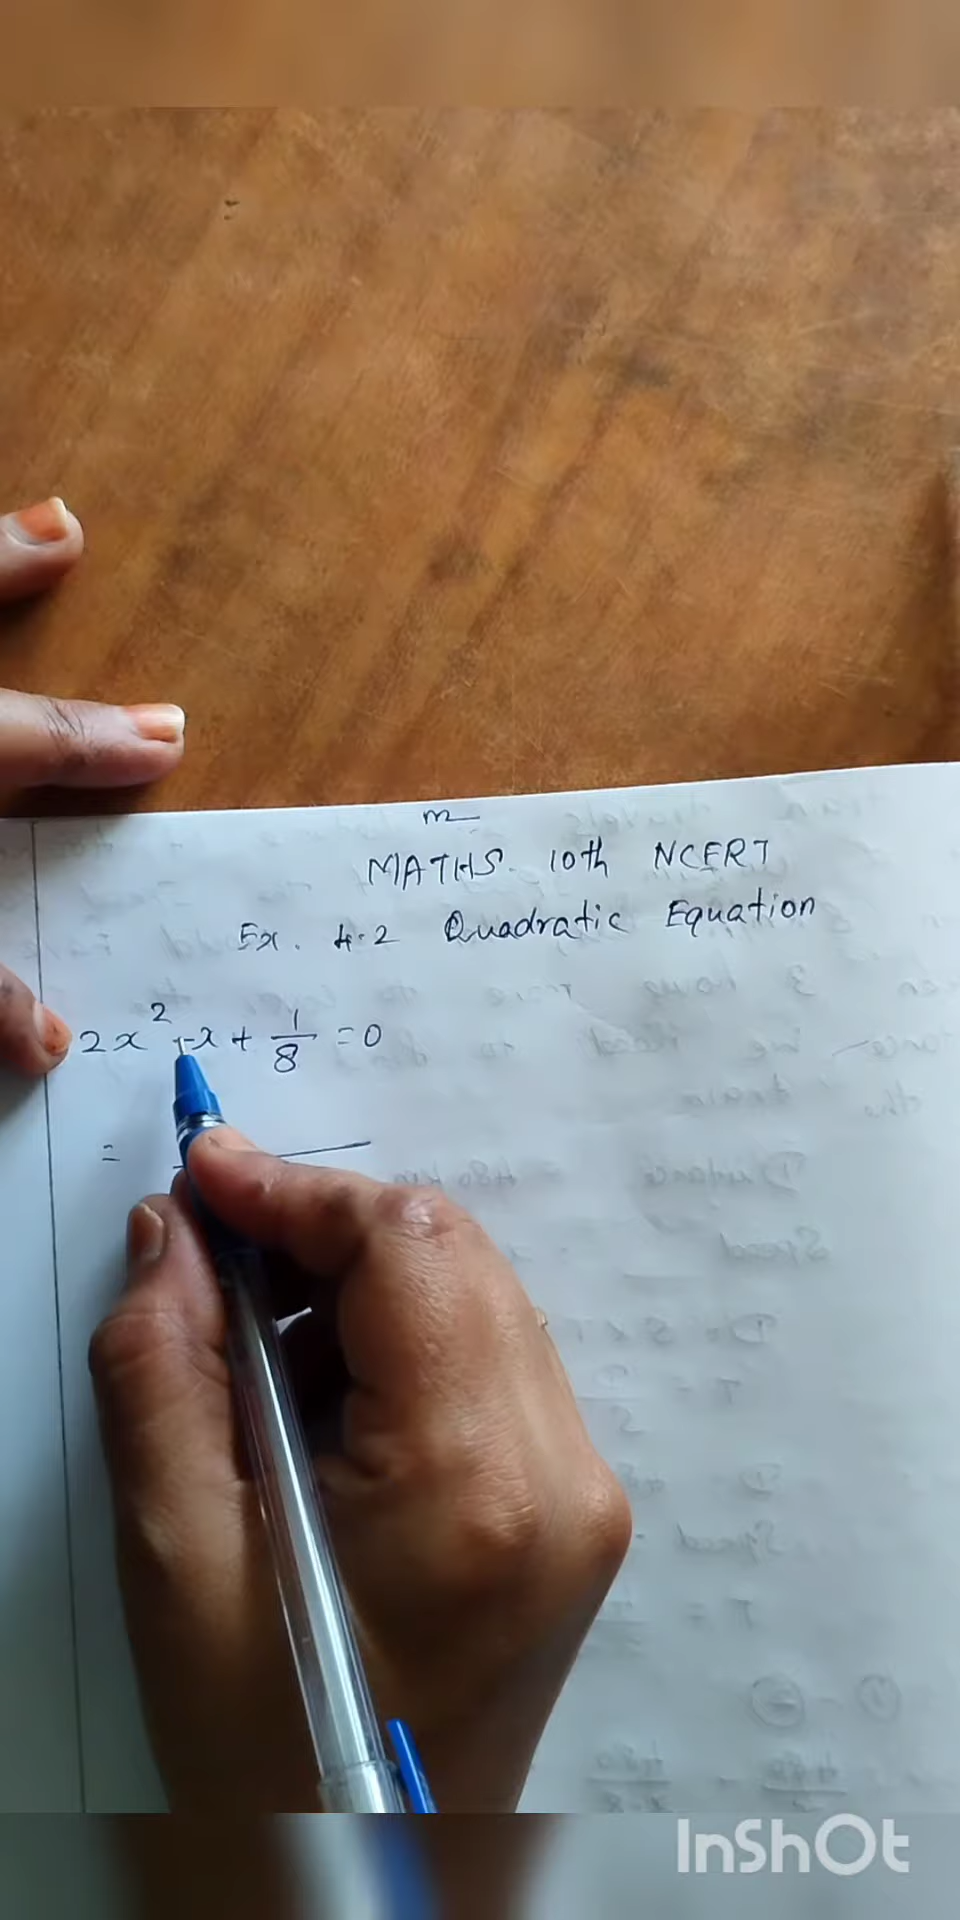 m
MATHS. 10th NCERT
Ex. 4.2 Quadratic Equation
2x² - x + 1/8 = 0
=
InShOt